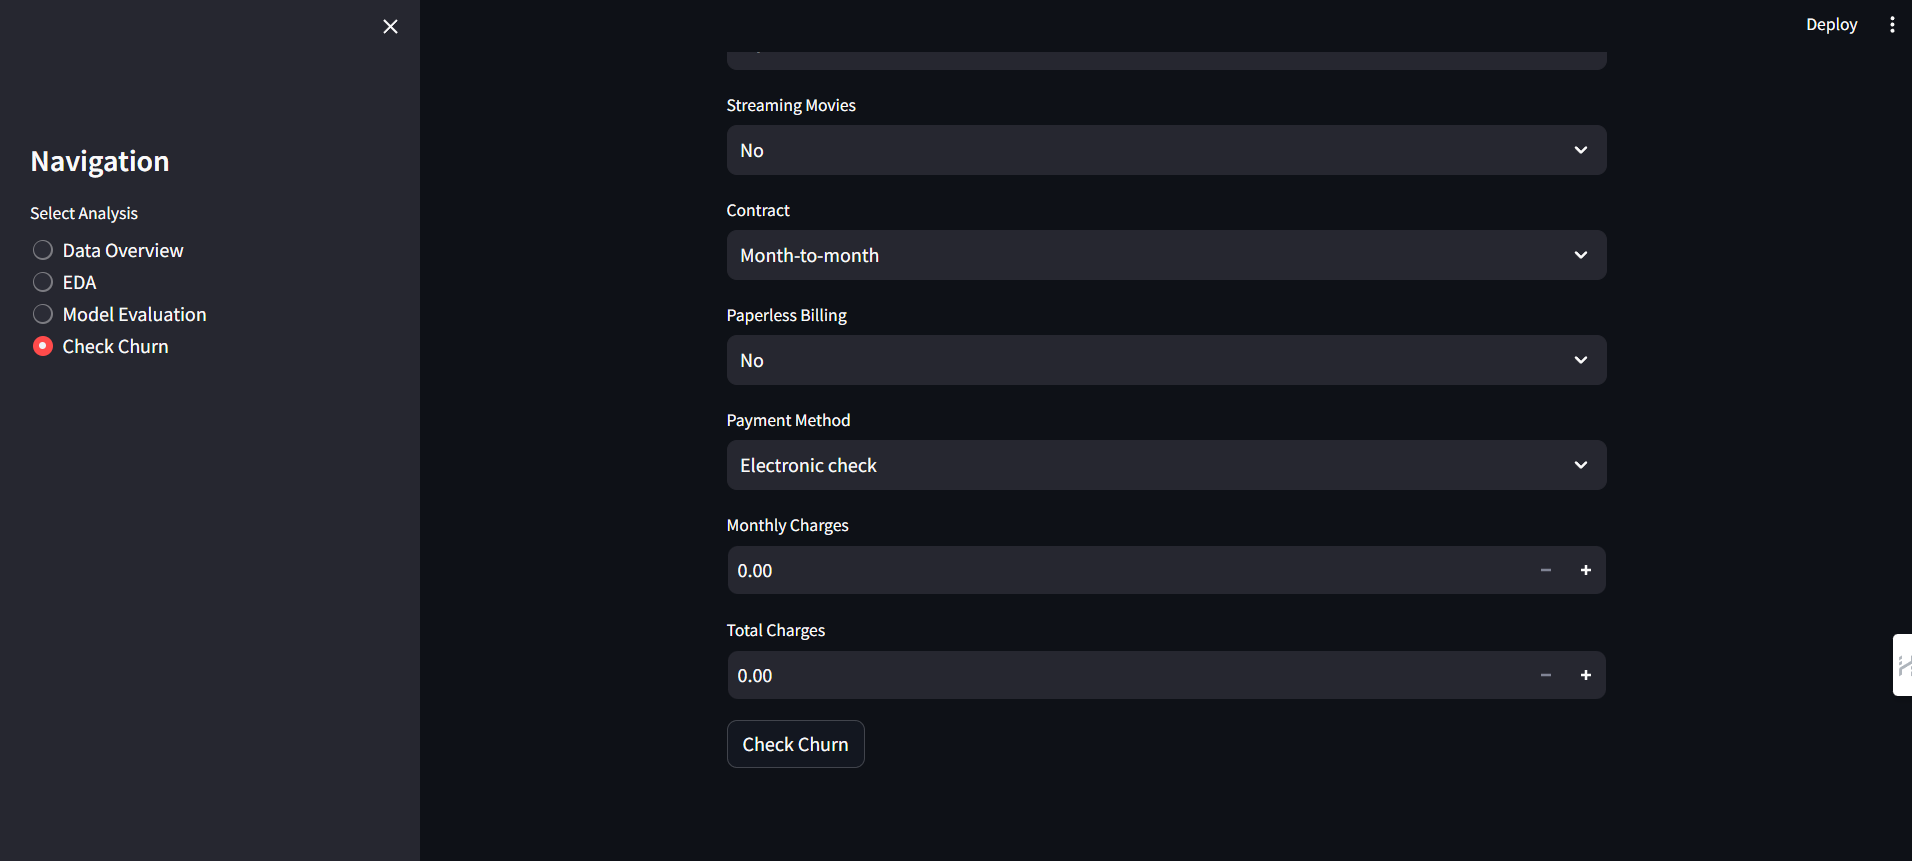 Deploy
Navigation
Select Analysis
Data Overview
EDA
Model Evaluation
Check Churn
Streaming Movies
No
Contract
Month-to-month
Paperless Billing
No
Payment Method
Electronic check
Monthly Charges
0.00
Total Charges
0.00
Check Churn